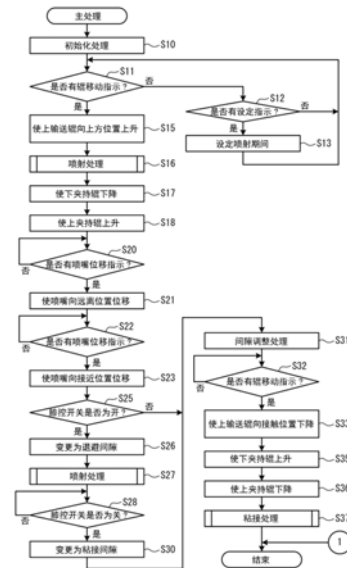 主处理
初始化处理
S10
S11
是否有辊移动指示？
否
是
S12
是否有设定指示？
否
是
设定喷射期间
S13
使上输送辊向上方位置上升
S15
喷射处理
S16
使下夹持辊下降
S17
使上夹持辊上升
S18
S20
是否有喷嘴位移指示？
否
是
使喷嘴向远离位置位移
S21
S22
是否有喷嘴位移指示？
否
是
使喷嘴向接近位置位移
S23
S25
膝控开关是否为开？
否
是
变更为退避间隙
S26
喷射处理
S27
S28
膝控开关是否为关？
否
是
变更为粘接间隙
S30
间隙调整处理
S31
S32
是否有辊移动指示？
否
是
使上输送辊向接触位置下降
S33
使下夹持辊上升
S35
使上夹持辊下降
S36
粘接处理
S37
1
结束